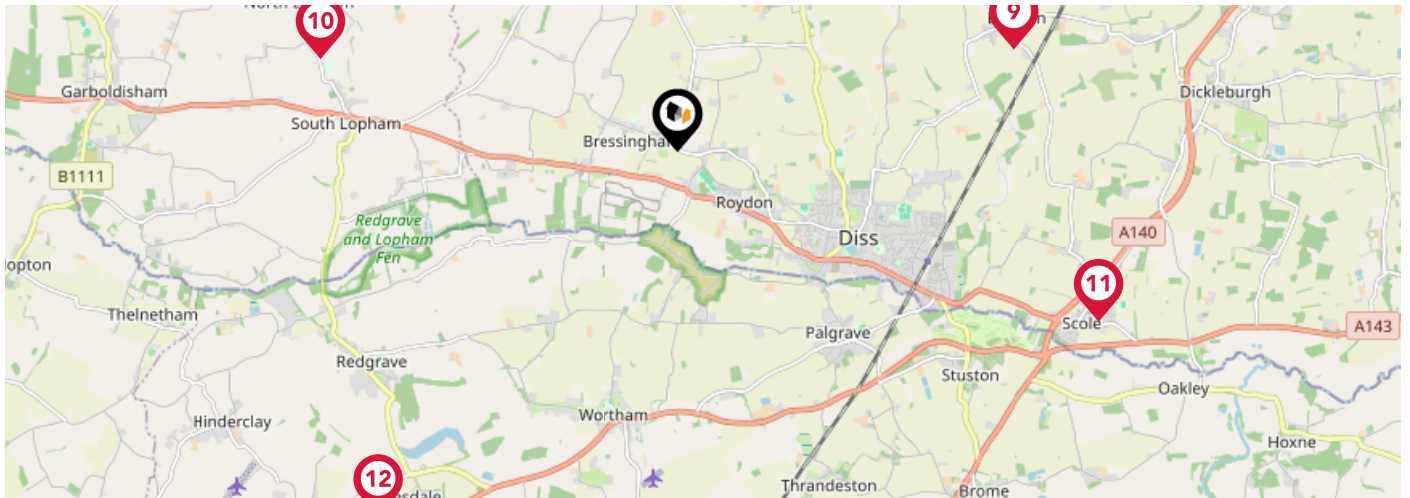 10
9
Garboldisham
Dickleburgh
South Lopham
Bressingham
B1111
Roydon
Redgrave
and Lopham
Fen
A140
Diss
opton
11
Thelnetham
Scole
A143
Palgrave
Redgrave
Stuston
Oakley
Wortham
Hinderclay
Hoxne
12
Thrandeston
Brome